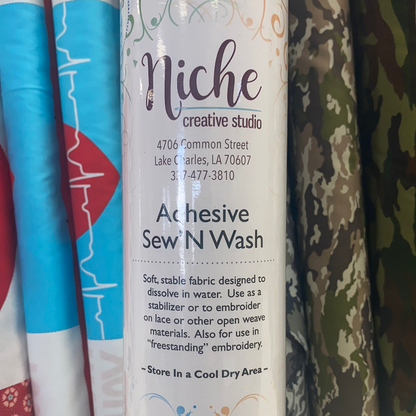 Niche
creative studio
4706 Common Street
Lake Charles, LA 70607
337-477-3810
Adhesive
Sew'N Wash
Soft, stable fabric designed to
dissolve in water. Use as a
stabilizer or to embroider
on lace or other open weave
materials. Also for use in
"freestanding" embroidery.
- Store In a Cool Dry Area -